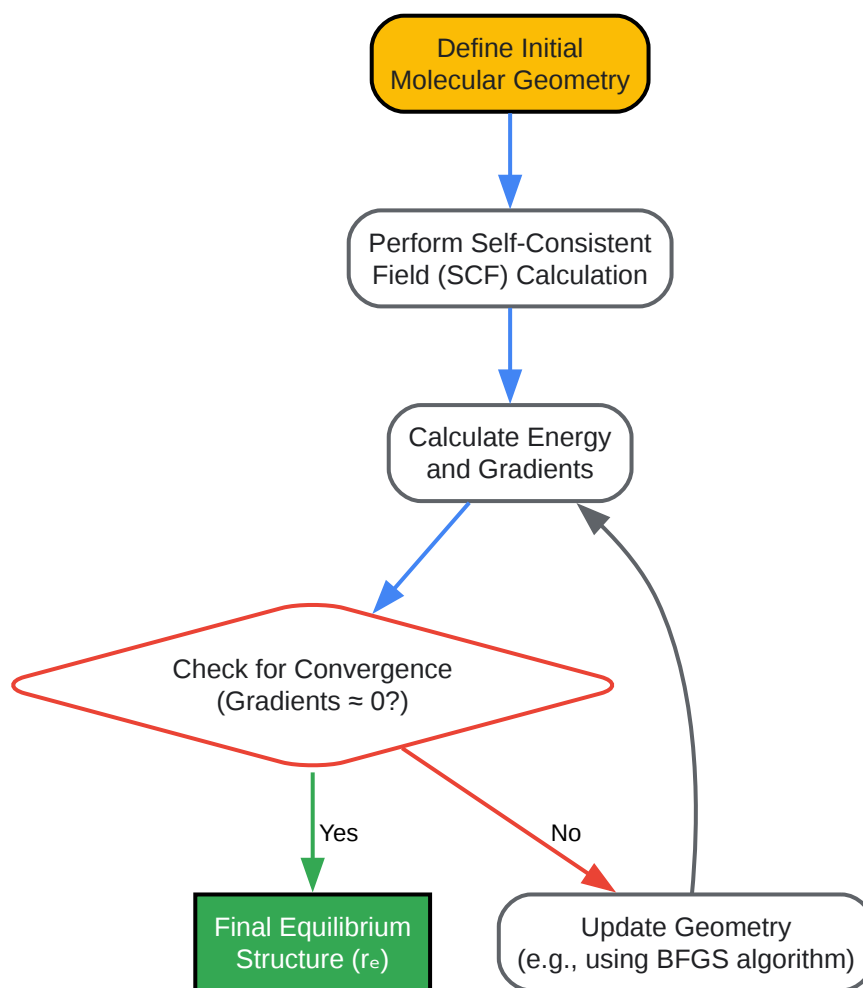 Define Initial
Molecular Geometry
Perform Self-Consistent
Field (SCF) Calculation
Calculate Energy
and Gradients
Check for Convergence
(Gradients ≈ 0?)
Yes
No
Final Equilibrium
Structure (rₑ)
Update Geometry
(e.g., using BFGS algorithm)